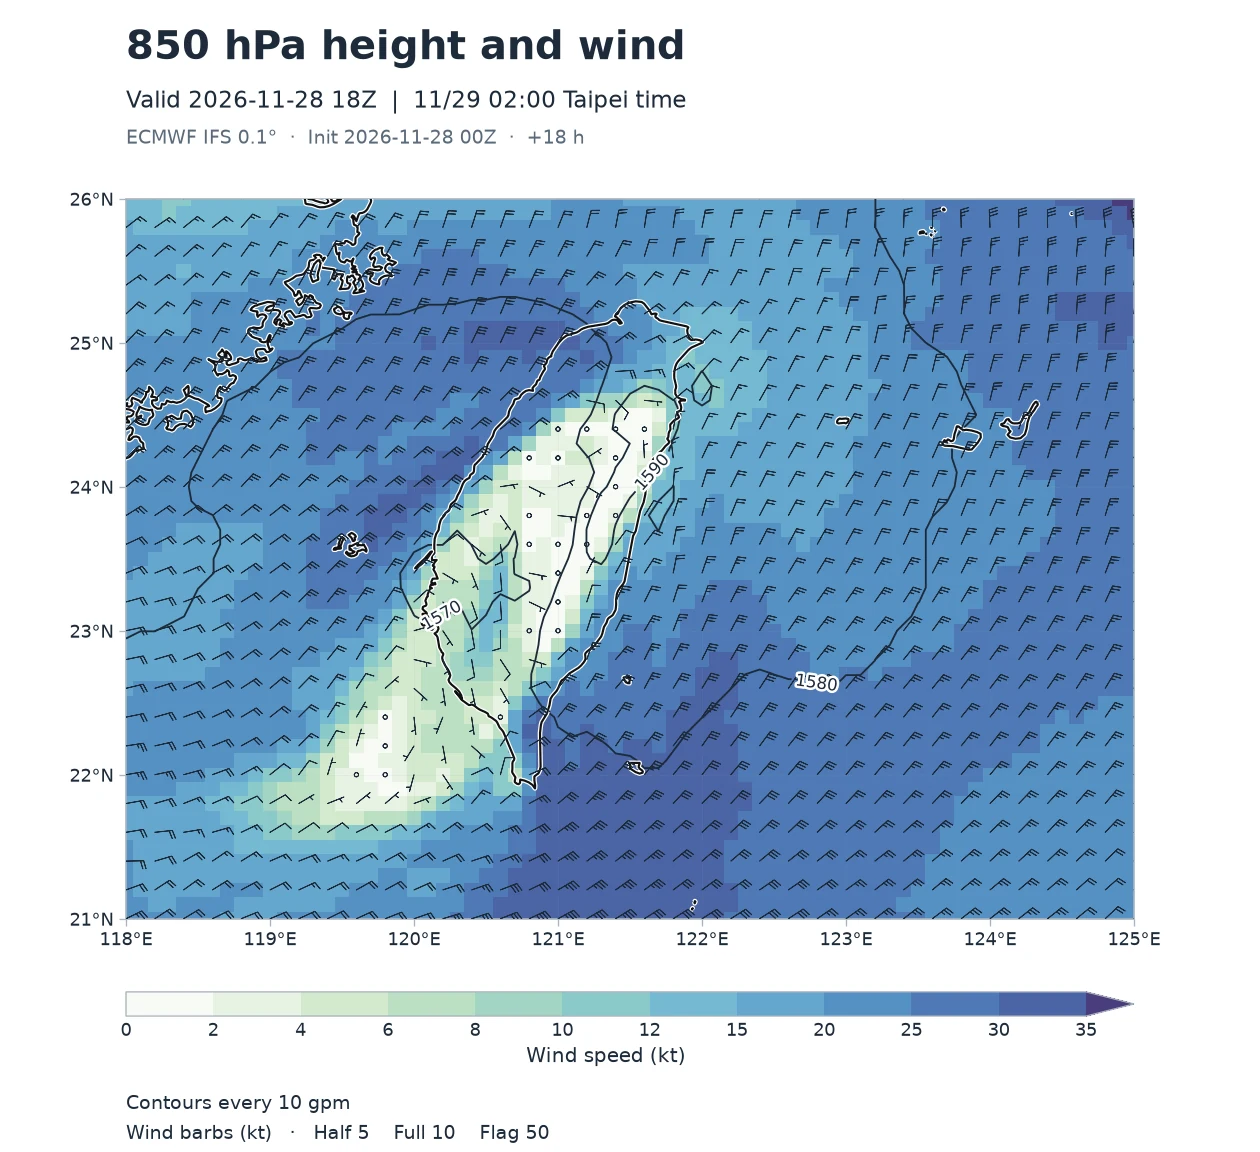 850 hPa height and wind
Valid 2026-11-28 18Z | 11/29 02:00 Taipei time
ECMWF IFS 0.1° · Init 2026-11-28 00Z · +18 h
26°N
25°N
24°N
23°N
22°N
21°N
1590
1570
1580
118°E 119°E 120°E 121°E 122°E 123°E 124°E 125°E
0 2 4 6 8 10 12 15 20 25 30 35
Wind speed (kt)
Contours every 10 gpm
Wind barbs (kt) · Half 5 Full 10 Flag 50